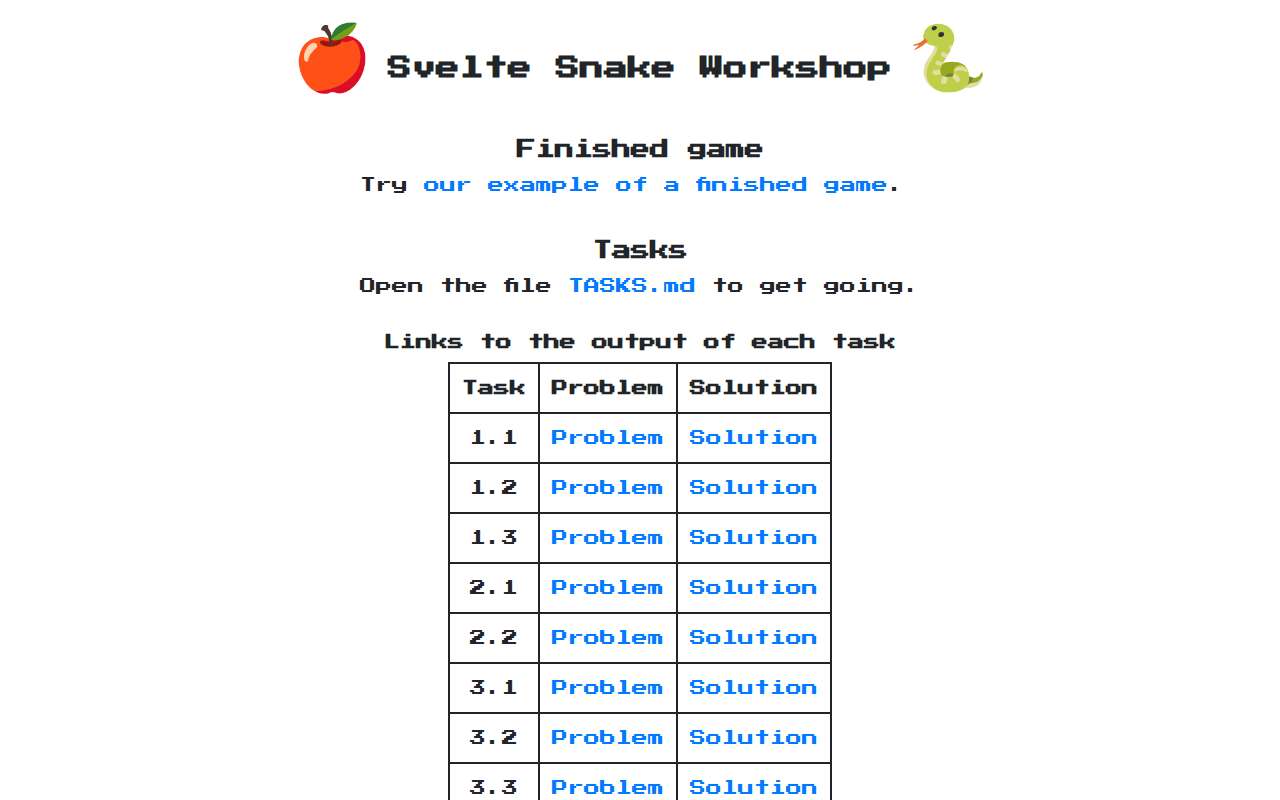 Svelte Snake Workshop
Finished game
Try our example of a finished game.
Tasks
Open the file TASKS.md to get going.
Links to the output of each task
Task Problem Solution
1.1 Problem Solution
1.2 Problem Solution
1.3 Problem Solution
2.1 Problem Solution
2.2 Problem Solution
3.1 Problem Solution
3.2 Problem Solution
3.3 Problem Solution